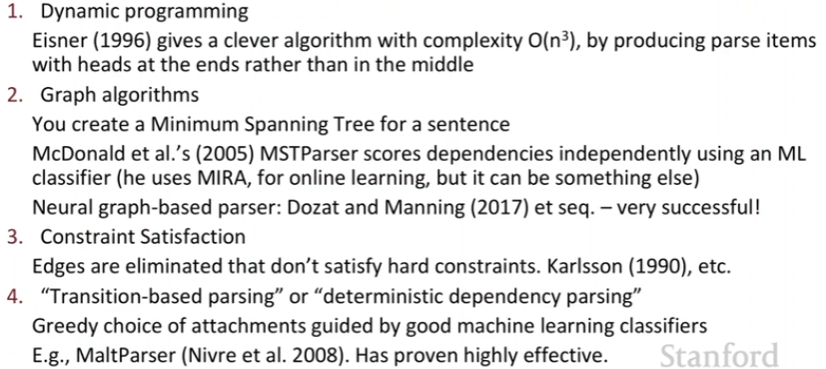 1. Dynamic programming
Eisner (1996) gives a clever algorithm with complexity O(n³), by producing parse items
with heads at the ends rather than in the middle
2. Graph algorithms
You create a Minimum Spanning Tree for a sentence
McDonald et al.’s (2005) MSTParser scores dependencies independently using an ML
classifier (he uses MIRA, for online learning, but it can be something else)
Neural graph-based parser: Dozat and Manning (2017) et seq. – very successful!
3. Constraint Satisfaction
Edges are eliminated that don’t satisfy hard constraints. Karlsson (1990), etc.
4. “Transition-based parsing” or “deterministic dependency parsing”
Greedy choice of attachments guided by good machine learning classifiers
E.g., MaltParser (Nivre et al. 2008). Has proven highly effective.
Stanford